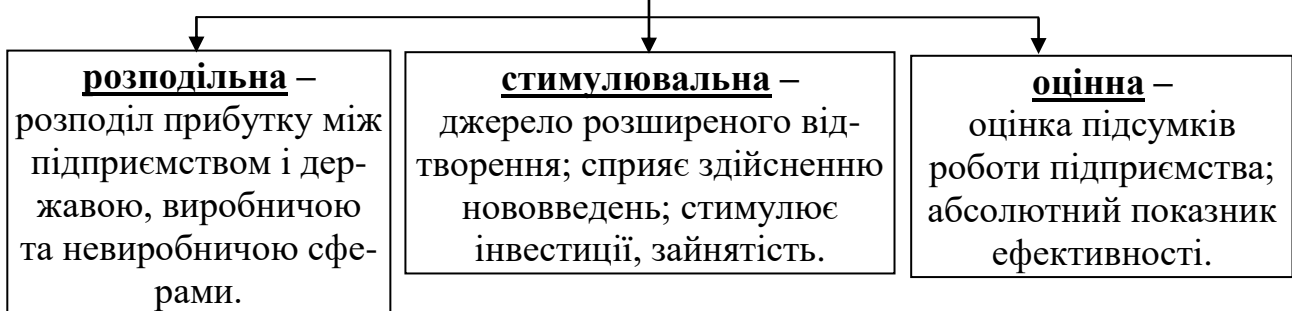 розподільна –
розподіл прибутку між
підприємством і дер-
жавою, виробничою
та невиробничою сфе-
рами.
стимулювальна –
джерело розширеного від-
творення; сприяє здійсненню
нововведень; стимулює
інвестиції, зайнятість.
оцінна –
оцінка підсумків
роботи підприємства;
абсолютний показник
ефективності.